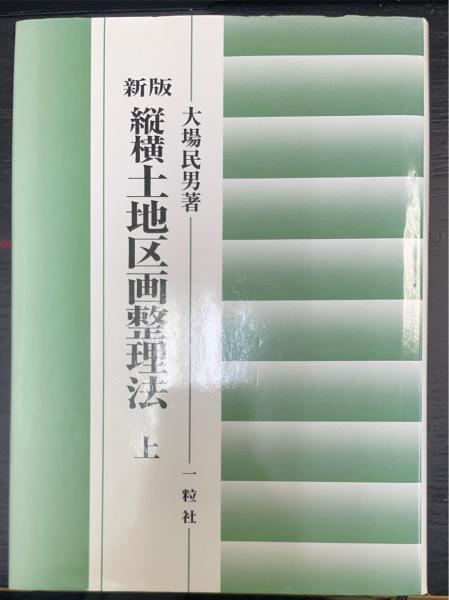 新版
縦横土地区画整理法 上
大場民男著
一粒社